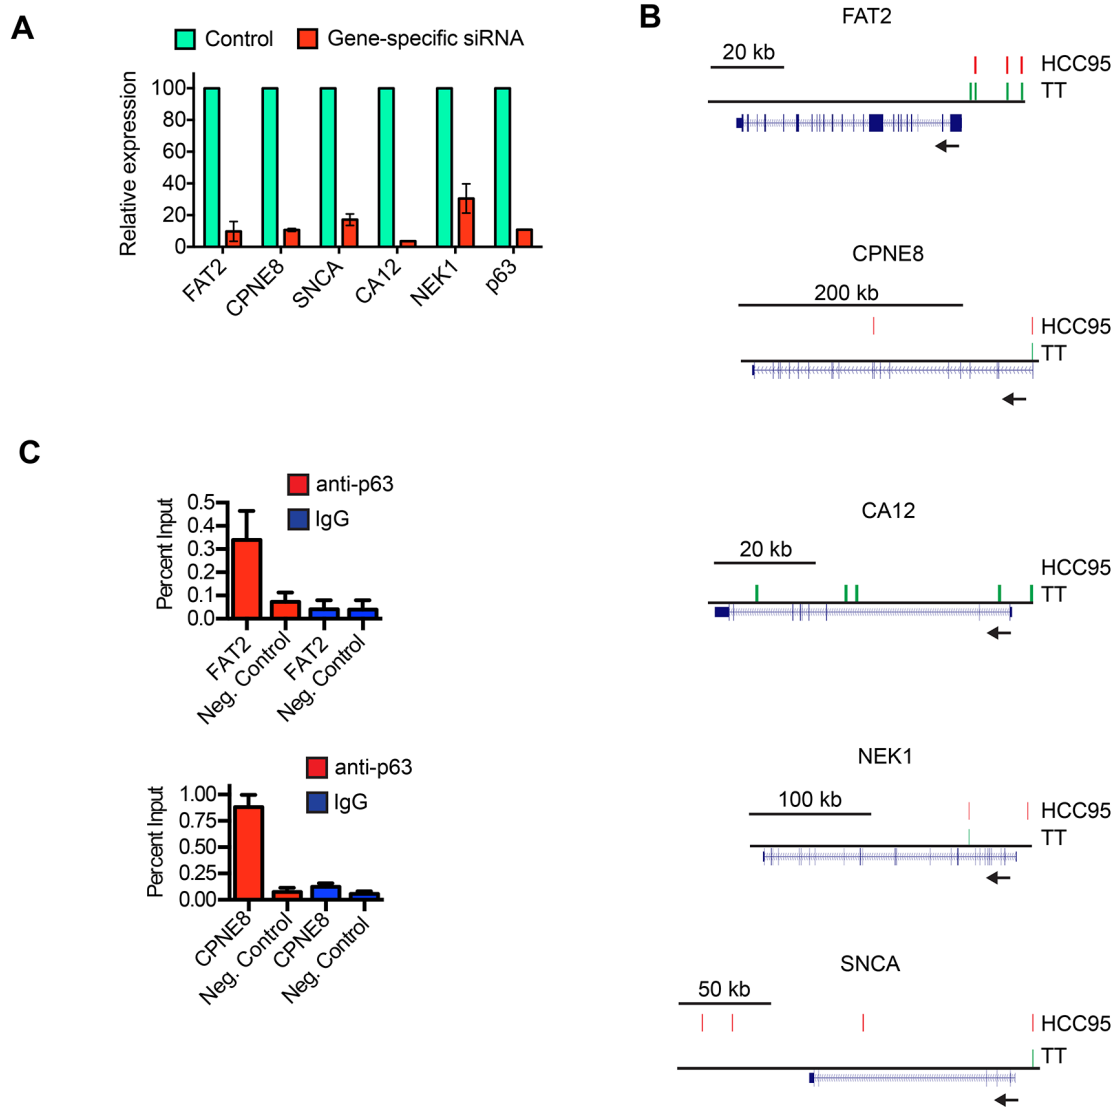 A
Control
Gene-specific siRNA
Relative expression
100
80
60
40
20
0
FAT2
CPNE8
SNCA
CA12
NEK1
p63
B
FAT2
20 kb
HCC95
TT
CPNE8
200 kb
HCC95
TT
CA12
20 kb
HCC95
TT
NEK1
100 kb
HCC95
TT
SNCA
50 kb
HCC95
TT
C
anti-p63
IgG
Percent Input
0.5
0.4
0.3
0.2
0.1
0.0
FAT2
Neg. Control
FAT2
Neg. Control
anti-p63
IgG
Percent Input
1.00
0.75
0.50
0.25
0.00
CPNE8
Neg. Control
CPNE8
Neg. Control